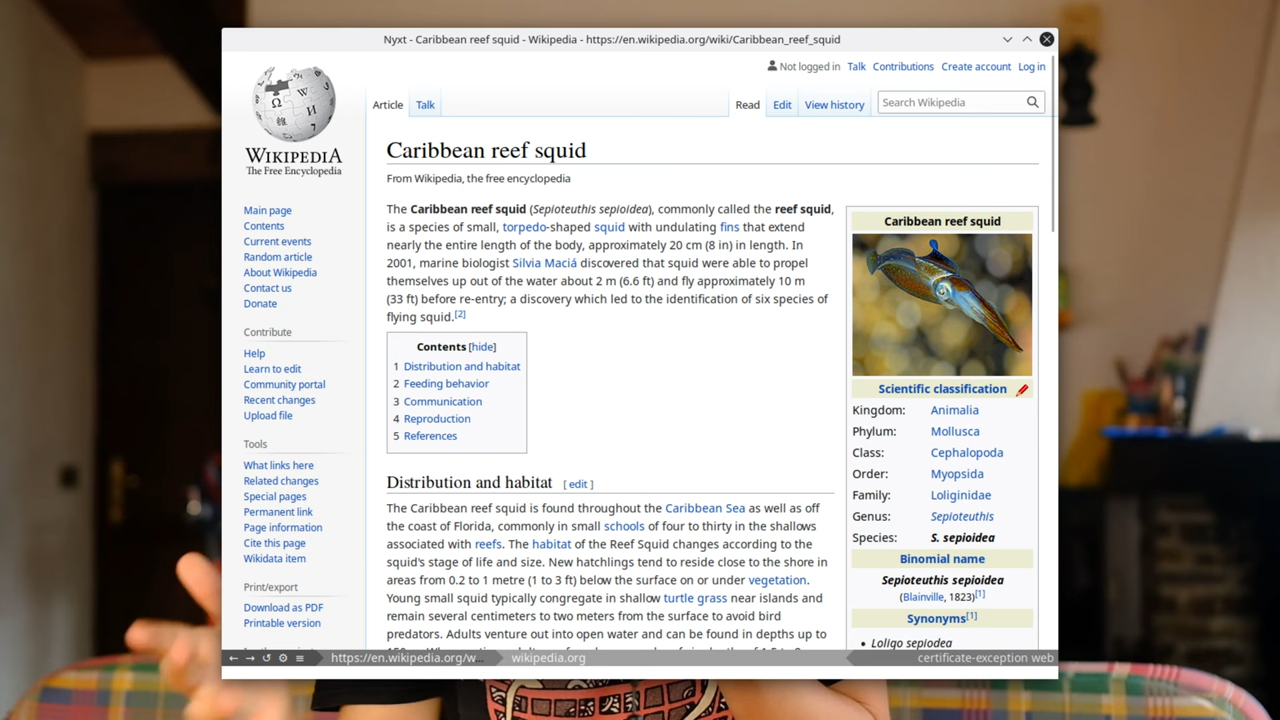 Nyxt - Caribbean reef squid - Wikipedia - https://en.wikipedia.org/wiki/Caribbean_reef_squid
Not logged in Talk Contributions Create account Log in
Article Talk Read Edit View history Search Wikipedia
WIKIPEDIA
The Free Encyclopedia
Main page
Contents
Current events
Random article
About Wikipedia
Contact us
Donate
Contribute
Help
Learn to edit
Community portal
Recent changes
Upload file
Tools
What links here
Related changes
Special pages
Permanent link
Page information
Cite this page
Wikidata item
Print/export
Download as PDF
Printable version
Caribbean reef squid
From Wikipedia, the free encyclopedia
The Caribbean reef squid (Sepioteuthis sepioidea), commonly called the reef squid,
is a species of small, torpedo-shaped squid with undulating fins that extend
nearly the entire length of the body, approximately 20 cm (8 in) in length. In
2001, marine biologist Silvia Maciá discovered that squid were able to propel
themselves up out of the water about 2 m (6.6 ft) and fly approximately 10 m
(33 ft) before re-entry; a discovery which led to the identification of six species of
flying squid.[2]
Contents [hide]
1 Distribution and habitat
2 Feeding behavior
3 Communication
4 Reproduction
5 References
Distribution and habitat [ edit ]
The Caribbean reef squid is found throughout the Caribbean Sea as well as off
the coast of Florida, commonly in small schools of four to thirty in the shallows
associated with reefs. The habitat of the Reef Squid changes according to the
squid's stage of life and size. New hatchlings tend to reside close to the shore in
areas from 0.2 to 1 metre (1 to 3 ft) below the surface on or under vegetation.
Young small squid typically congregate in shallow turtle grass near islands and
remain several centimeters to two meters from the surface to avoid bird
predators. Adults venture out into open water and can be found in depths up to
Caribbean reef squid
Scientific classification
Kingdom: Animalia
Phylum: Mollusca
Class: Cephalopoda
Order: Myopsida
Family: Loliginidae
Genus: Sepioteuthis
Species: S. sepioidea
Binomial name
Sepioteuthis sepioidea
(Blainville, 1823)[1]
Synonyms[1]
• Loligo sepiodea
https://en.wikipedia.org/w... wikipedia.org certificate-exception web